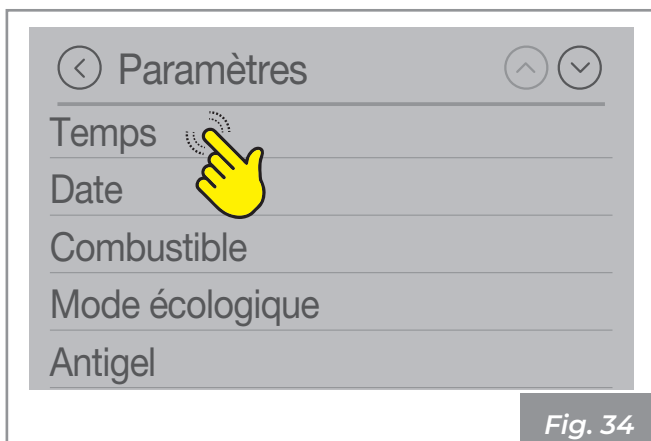 Paramètres
Temps
Date
Combustible
Mode écologique
Antigel
Fig. 34